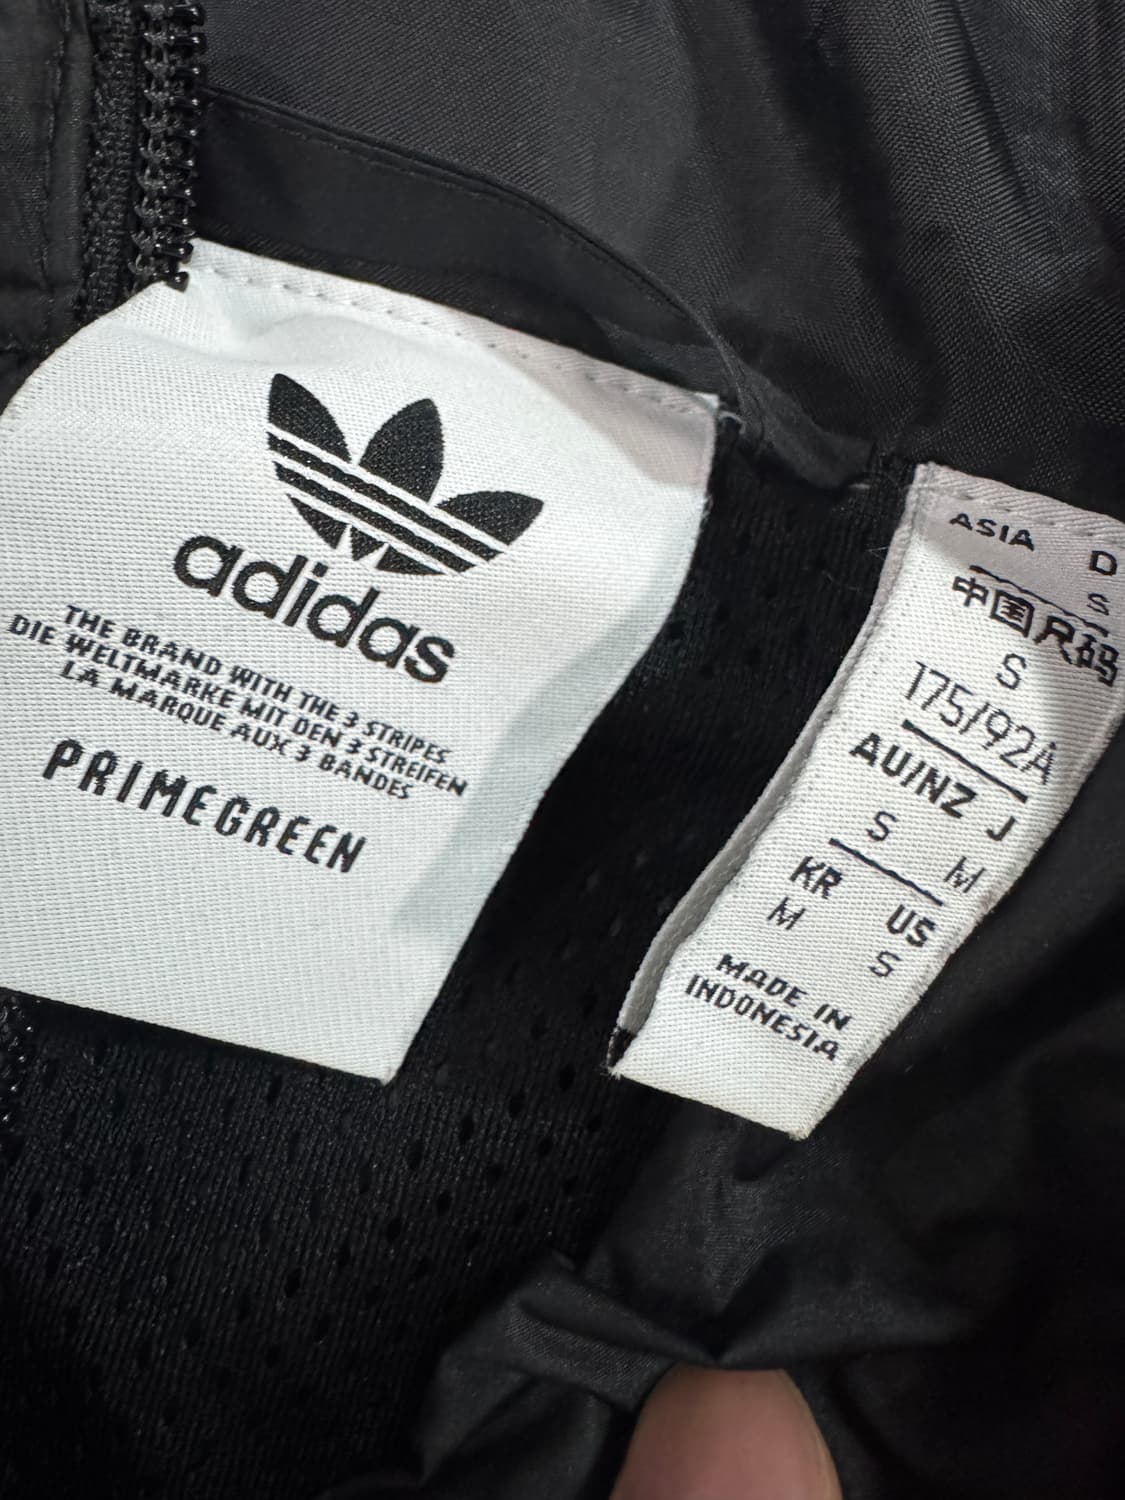 adidas
THE BRAND WITH THE 3 STRIPES
DIE WELTMARKE MIT DEN 3 STREIFEN
LA MARQUE AUX 3 BANDES
PRIMEGREEN
ASIA D
S
中国尺码
S
175/92A
AU/NZ J
S M
KR US
M S
MADE IN
INDONESIA